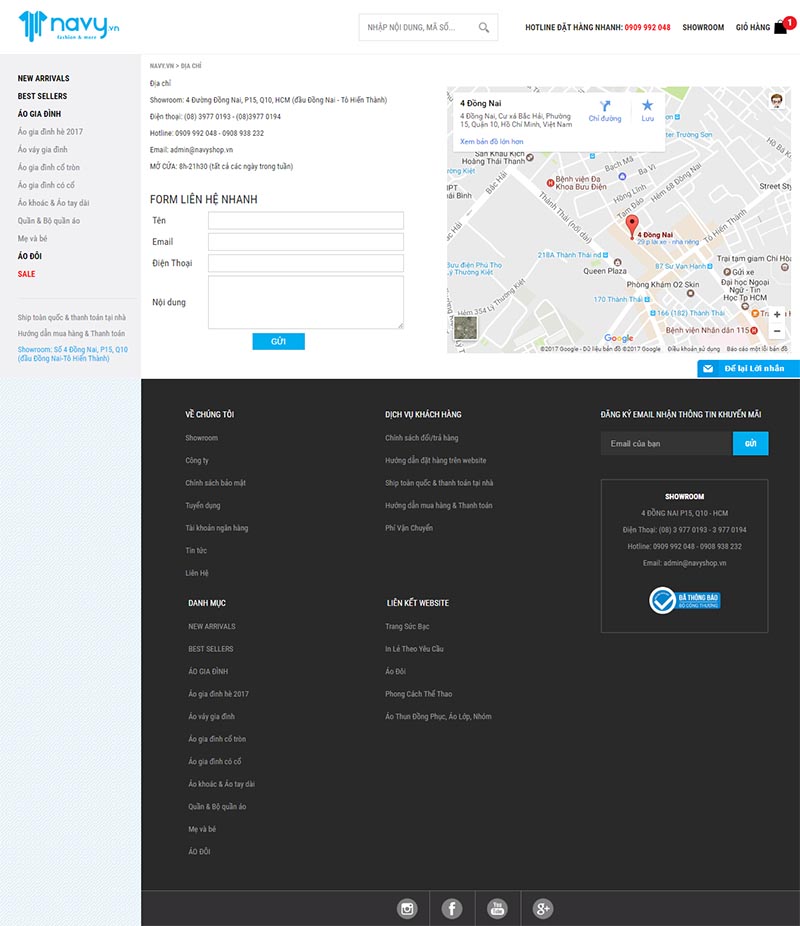 navy.vn
fashion & more
NHẬP NỘI DUNG, MÃ SỐ...
HOTLINE ĐẶT HÀNG NHANH: 0909 992 048
SHOWROOM
GIỎ HÀNG
1
NEW ARRIVALS
BEST SELLERS
ÁO GIA ĐÌNH
Áo gia đình hè 2017
Áo váy gia đình
Áo gia đình cổ tròn
Áo gia đình có cổ
Áo khoác & Áo tay dài
Quần & Bộ quần áo
Mẹ và bé
ÁO ĐÔI
SALE
Ship toàn quốc & thanh toán tại nhà
Hướng dẫn mua hàng & Thanh toán
Showroom: Số 4 Đồng Nai, P15, Q10
(đầu Đồng Nai-Tô Hiến Thành)
NAVY.VN > ĐỊA CHỈ
Địa chỉ
Showroom: 4 Đường Đồng Nai, P15, Q10, HCM (đầu Đồng Nai - Tô Hiến Thành)
Điện thoại: (08) 3977 0193 - (08)3977 0194
Hotline: 0909 992 048 - 0908 938 232
Email: admin@navyshop.vn
MỞ CỬA: 8h-21h30 (tất cả các ngày trong tuần)
FORM LIÊN HỆ NHANH
Tên
Email
Điện Thoại
Nội dung
GỬI
4 Đồng Nai
4 Đồng Nai, Cư xá Bắc Hải, Phường
15, Quận 10, Hồ Chí Minh, Việt Nam
Chỉ đường
Lưu
Xem bản đồ lớn hơn
ter Trường Sơn
Sân Khấu Kịch
Hoàng Thái Thanh
Bạch Mã
Ba Vì
Bệnh viện Đa
Khoa Bưu Điện
Hồng Lĩnh
Hẻm 68 Đồng Nai
Street Sty
Tam Đảo
Bắc Hải
Thành Thái (nối dài)
Tô Hiến Thành
4 Đồng Nai
29 p lái xe - nhà riêng
218A Thành Thái nd
Queen Plaza
87 Sư Vạn Hạnh
Trại tạm giam Chí H
Gửi xe
Đại học Ngoại
Ngữ - Tin
Học Tp HCM
Phòng Khám O2 Skin
170 Thành Thái
166 (182) Thành Thái
Bưu điện Phú Thọ
Lý Thường Kiệt
Hẻm 354 Lý Thường Kiệt
Bệnh viện Nhân dân 115
Google
©2017 Google - Dữ liệu bản đồ ©2017 Google
Điều khoản sử dụng
Báo cáo một lỗi bản đồ
Để lại Lời nhắn
VỀ CHÚNG TÔI
Showroom
Công ty
Chính sách bảo mật
Tuyển dụng
Tài khoản ngân hàng
Tin tức
Liên Hệ
DỊCH VỤ KHÁCH HÀNG
Chính sách đổi/trả hàng
Hướng dẫn đặt hàng trên website
Ship toàn quốc & thanh toán tại nhà
Hướng dẫn mua hàng & Thanh toán
Phí Vận Chuyển
ĐĂNG KÝ EMAIL NHẬN THÔNG TIN KHUYẾN MÃI
Email của bạn
GỬI
SHOWROOM
4 ĐỒNG NAI P15, Q10 - HCM
Điện Thoại: (08) 3 977 0193 - 3 977 0194
Hotline: 0909 992 048 - 0908 938 232
Email: admin@navyshop.vn
ĐÃ THÔNG BÁO
BỘ CÔNG THƯƠNG
DANH MỤC
NEW ARRIVALS
BEST SELLERS
ÁO GIA ĐÌNH
Áo gia đình hè 2017
Áo váy gia đình
Áo gia đình cổ tròn
Áo gia đình có cổ
Áo khoác & Áo tay dài
Quần & Bộ quần áo
Mẹ và bé
ÁO ĐÔI
LIÊN KẾT WEBSITE
Trang Sức Bạc
In Lẻ Theo Yêu Cầu
Áo Đôi
Phong Cách Thể Thao
Áo Thun Đồng Phục, Áo Lớp, Nhóm